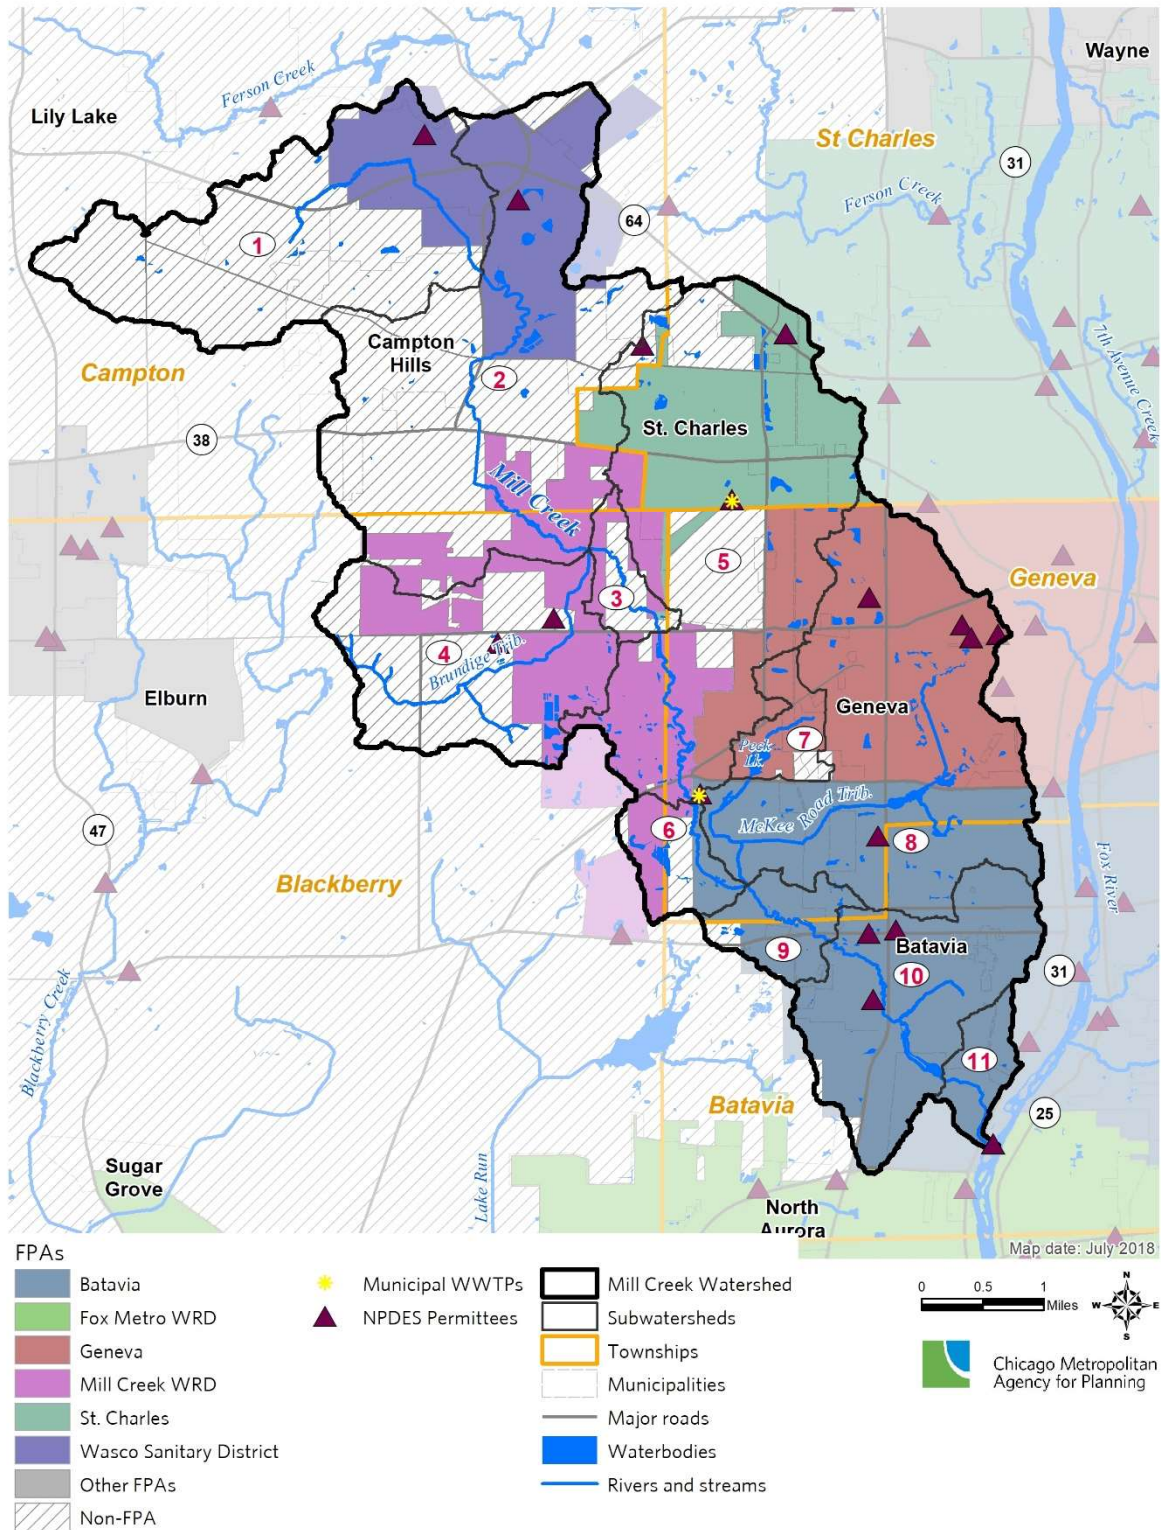 Wayne
Lily Lake
Ferson Creek
St Charles
31
Ferson Creek
64
1
7th Avenue Creek
Campton
Hills
Campton
2
38
St. Charles
Mill Creek
5
Geneva
3
4
Brundige Trib.
Elburn
Geneva
7
Peck
Lk.
47
6
McKee Road Trib.
8
Blackberry
Fox River
9
Batavia
10
31
Blackberry Creek
11
Batavia
25
Sugar
Grove
Lake Run
North
Aurora
Map date: July 2018
FPAs
Batavia
Fox Metro WRD
Geneva
Mill Creek WRD
St. Charles
Wasco Sanitary District
Other FPAs
Non-FPA
Municipal WWTPs
NPDES Permittees
Mill Creek Watershed
Subwatersheds
Townships
Municipalities
Major roads
Waterbodies
Rivers and streams
0 0.5 1
Miles
N
W E
S
Chicago Metropolitan
Agency for Planning